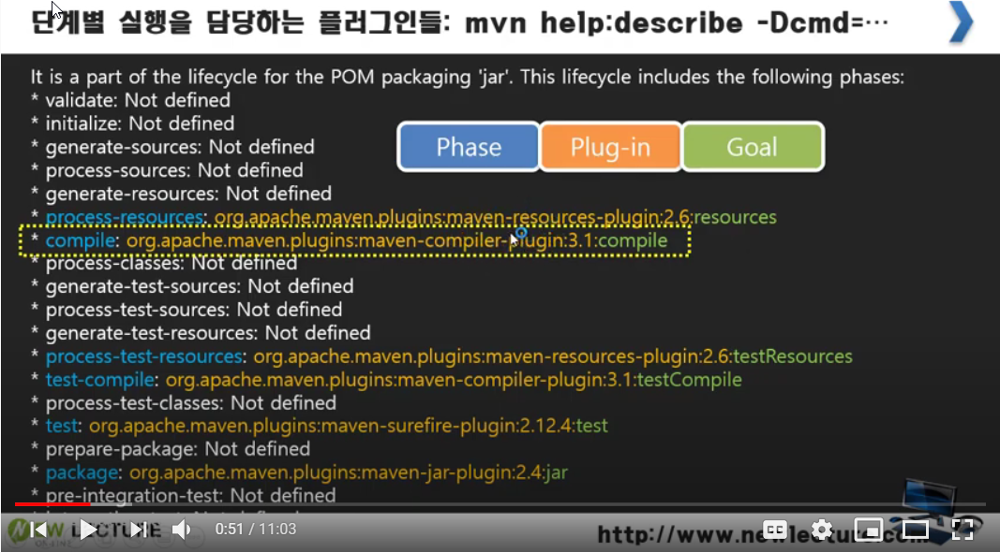 단계별 실행을 담당하는 플러그인들: mvn help:describe -Dcmd=…
It is a part of the lifecycle for the POM packaging 'jar'. This lifecycle includes the following phases:
* validate: Not defined
* initialize: Not defined
* generate-sources: Not defined
* process-sources: Not defined
* generate-resources: Not defined
Phase Plug-in Goal
* process-resources: org.apache.maven.plugins:maven-resources-plugin:2.6:resources
* compile: org.apache.maven.plugins:maven-compiler-plugin:3.1:compile
* process-classes: Not defined
* generate-test-sources: Not defined
* process-test-sources: Not defined
* generate-test-resources: Not defined
* process-test-resources: org.apache.maven.plugins:maven-resources-plugin:2.6:testResources
* test-compile: org.apache.maven.plugins:maven-compiler-plugin:3.1:testCompile
* process-test-classes: Not defined
* test: org.apache.maven.plugins:maven-surefire-plugin:2.12.4:test
* prepare-package: Not defined
* package: org.apache.maven.plugins:maven-jar-plugin:2.4:jar
* pre-integration-test: Not defined
NEW LECTURE
0:51 / 11:03
http://www.newlecture.com